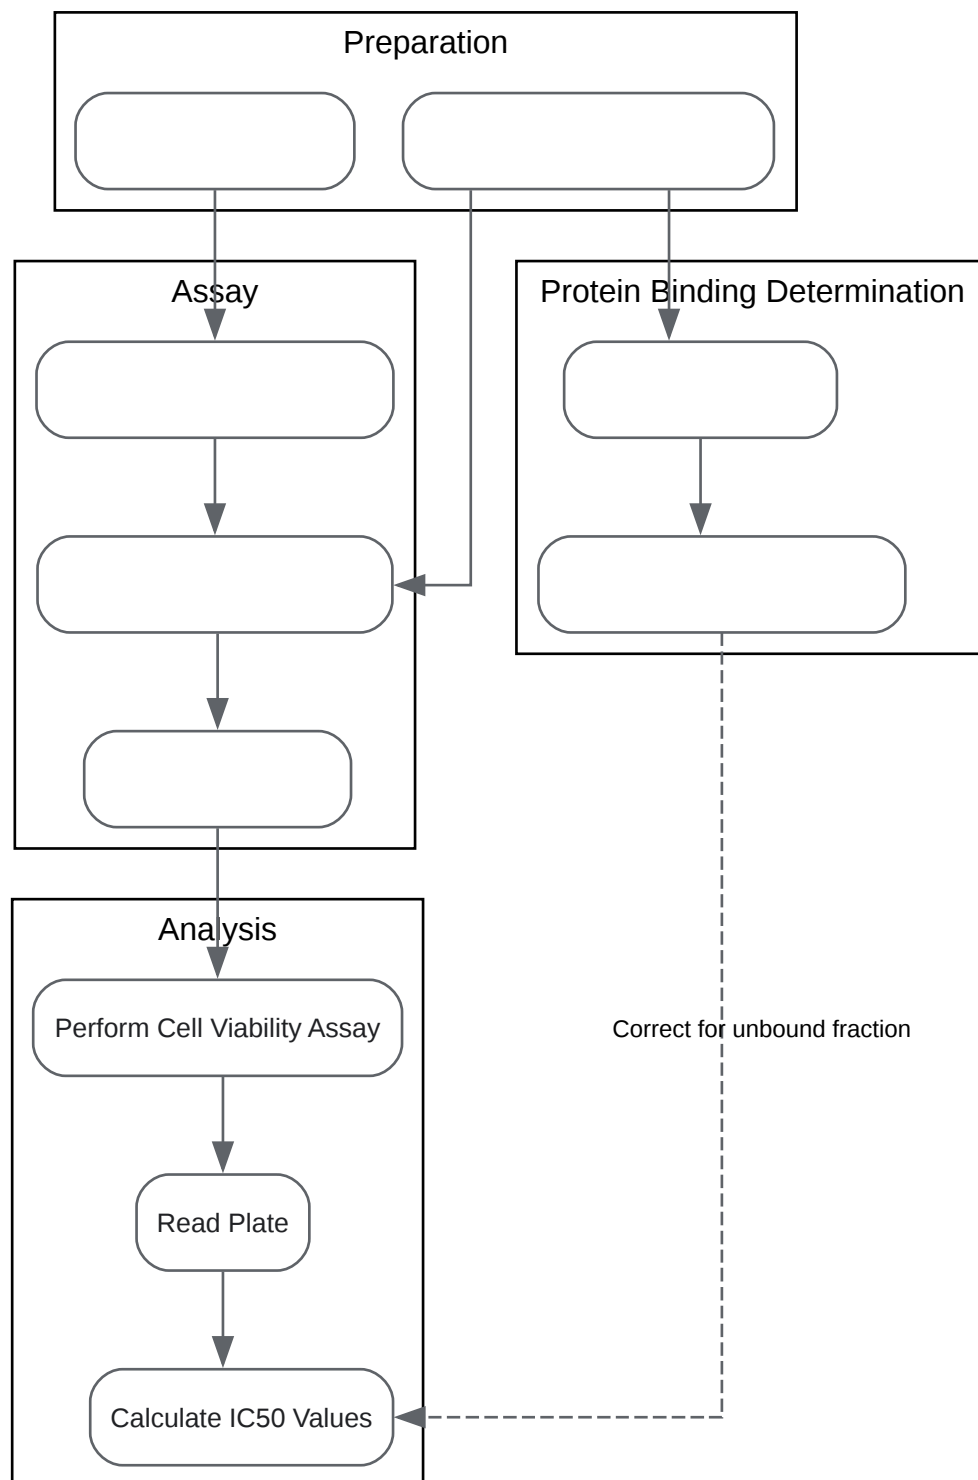 Preparation
Assay
Protein Binding Determination
Analysis
Perform Cell Viability Assay
Correct for unbound fraction
Read Plate
Calculate IC50 Values